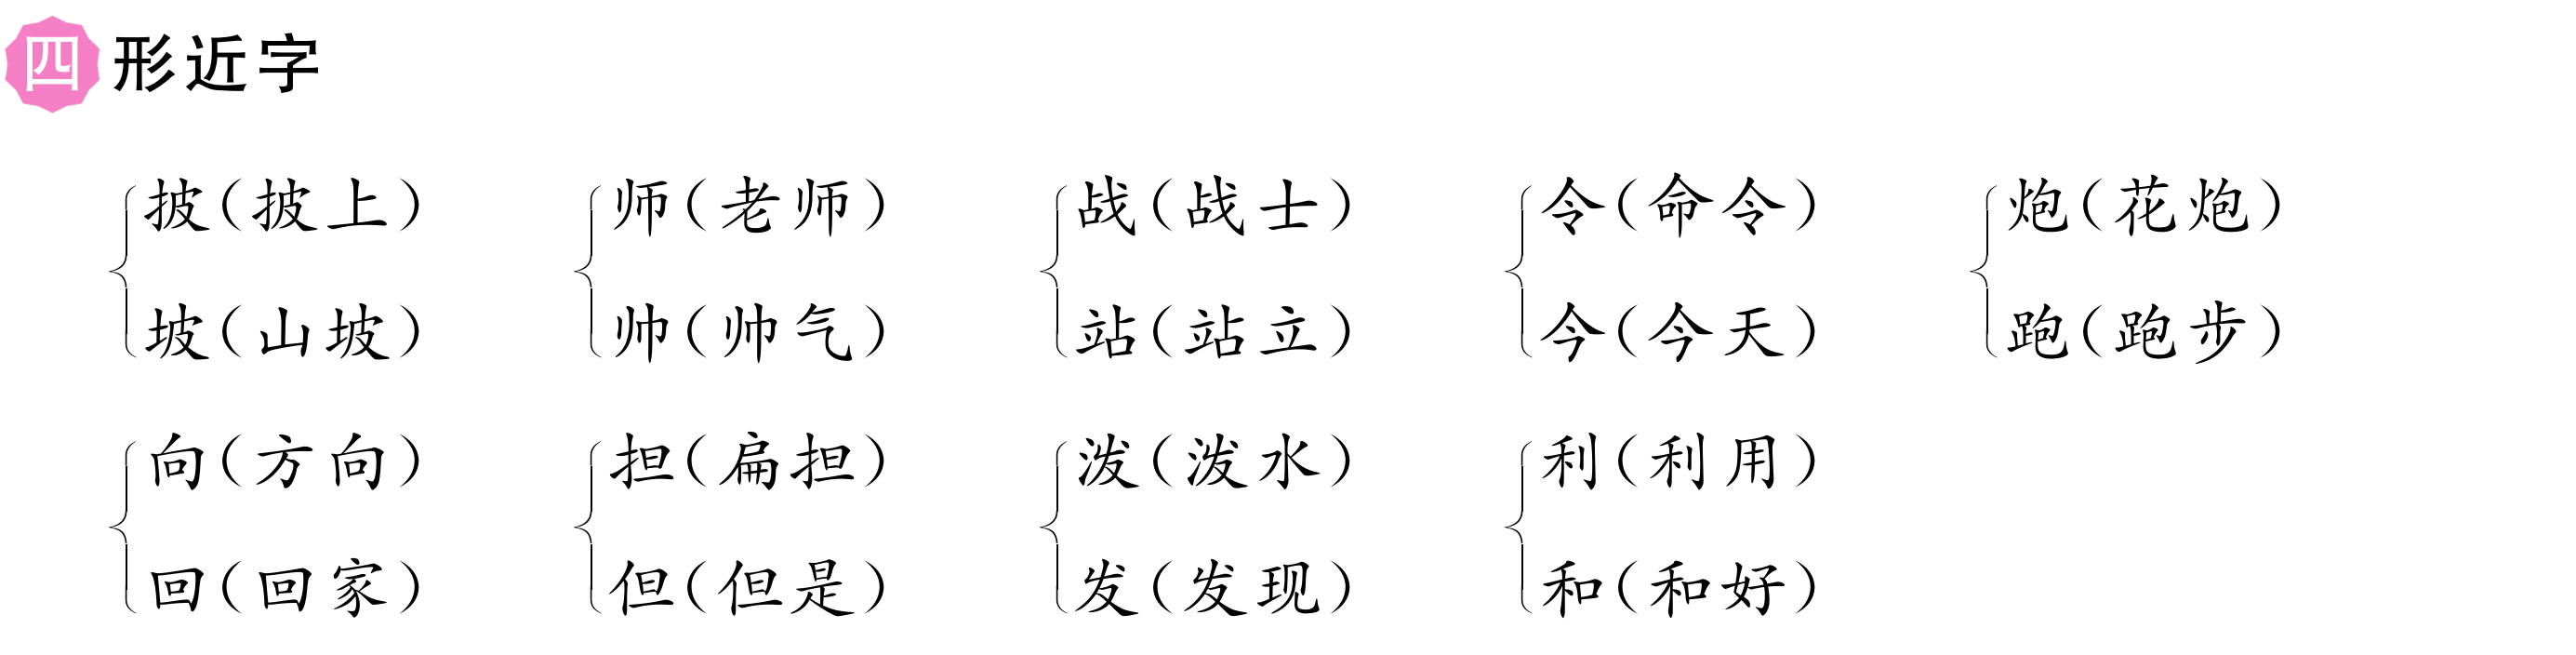 四 形近字
披(披上) 师(老师) 战(战士) 令(命令) 炮(花炮)
坡(山坡) 帅(帅气) 站(站立) 今(今天) 跑(跑步)
向(方向) 担(扁担) 泼(泼水) 利(利用)
回(回家) 但(但是) 发(发现) 和(和好)